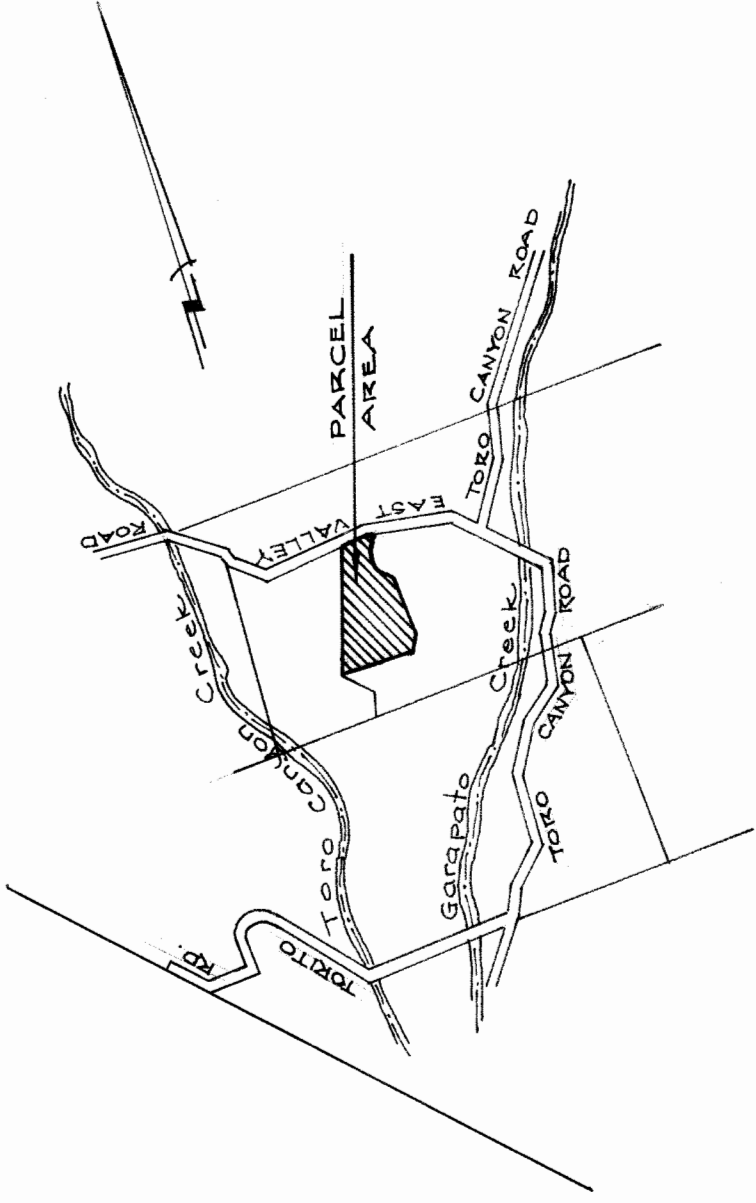 PARCEL
AREA
TORO CANYON ROAD
EAST VALLEY ROAD
Toro Canyon Creek
Garapato Creek
TORO CANYON ROAD
TORITO RD.